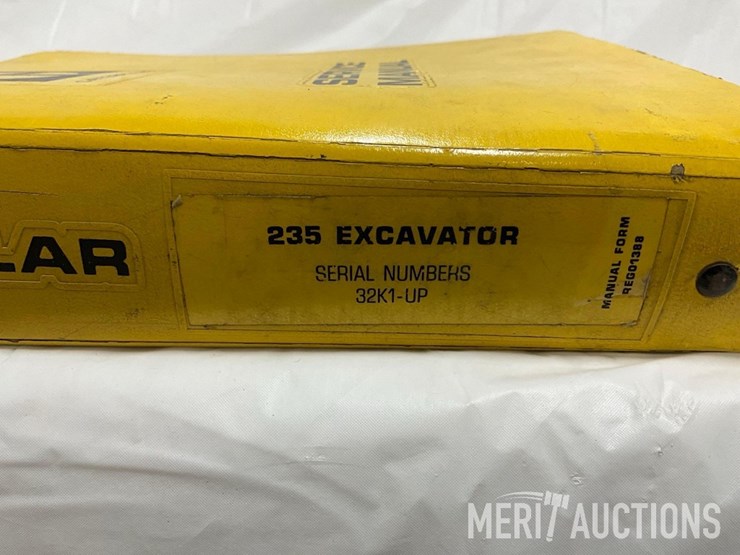 SERVICE
MANUAL
LAR
235 EXCAVATOR
SERIAL NUMBERS
32K1-UP
MANUAL FORM
REG01388
MERIT AUCTIONS